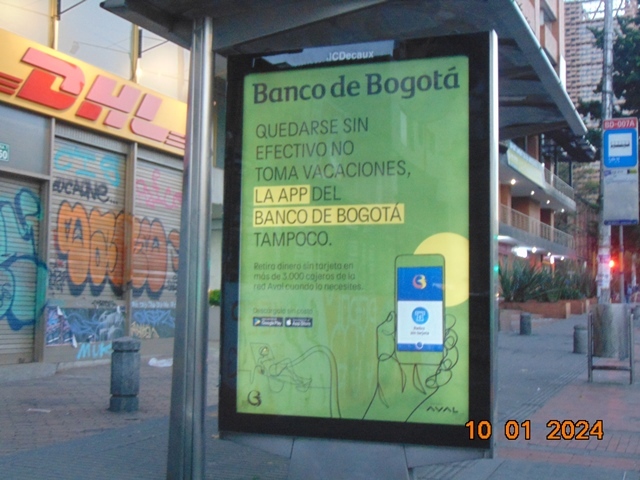 JCDecaux
Banco de Bogotá
QUEDARSE SIN
EFECTIVO NO
TOMA VACACIONES,
LA APP DEL
BANCO DE BOGOTÁ
TAMPOCO.
Retira dinero sin tarjeta en
más de 3.000 cajeros de la
red Aval cuando lo necesites.
AVAL
DHL
BD-007A
10 01 2024